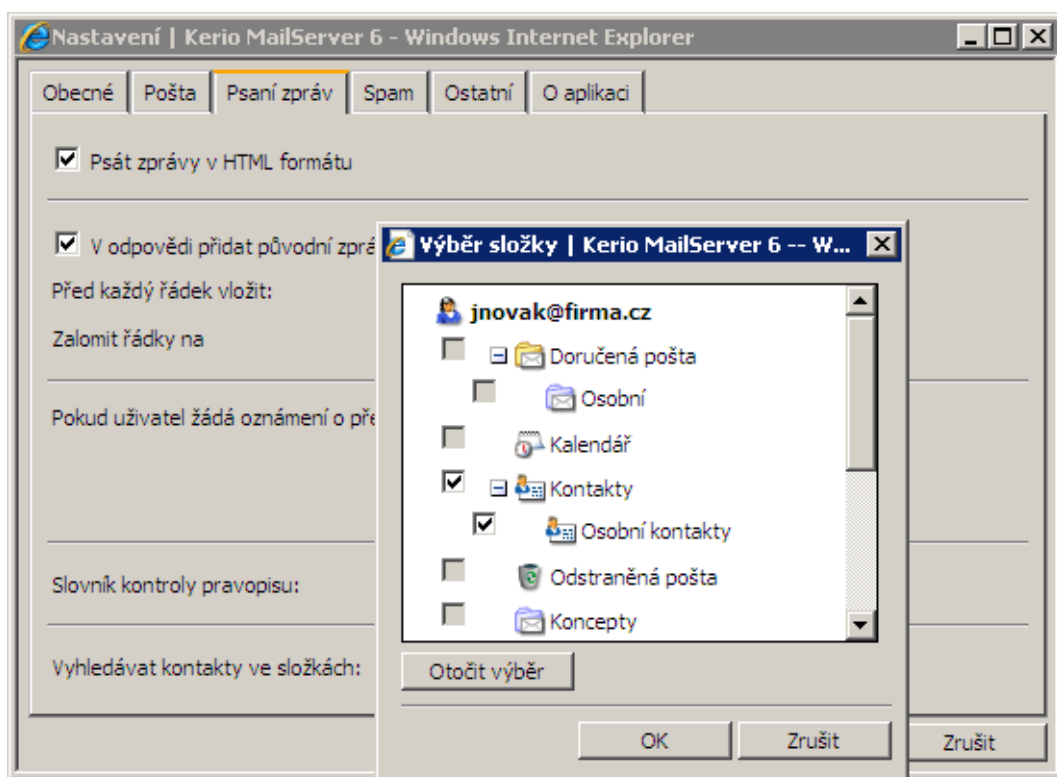 Nastavení | Kerio MailServer 6 - Windows Internet Explorer
Obecné Pošta Psaní zpráv Spam Ostatní O aplikaci
Psát zprávy v HTML formátu
V odpovědi přidat původní zprá
Před každý řádek vložit:
Zalomit řádky na
Pokud uživatel žádá oznámení o pře
Slovník kontroly pravopisu:
Vyhledávat kontakty ve složkách:
Výběr složky | Kerio MailServer 6 -- W...
jnovak@firma.cz
Doručená pošta
Osobní
Kalendář
Kontakty
Osobní kontakty
Odstraněná pošta
Koncepty
Otočit výběr
OK Zrušit
Zrušit